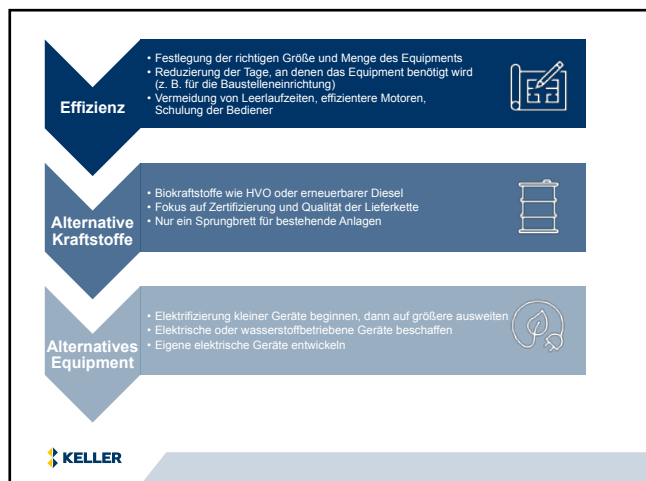 Effizienz
• Festlegung der richtigen Größe und Menge des Equipments
• Reduzierung der Tage, an denen das Equipment benötigt wird
(z. B. für die Baustelleneinrichtung)
• Vermeidung von Leerlaufzeiten, effizientere Motoren,
Schulung der Bediener
Alternative
Kraftstoffe
• Biokraftstoffe wie HVO oder erneuerbarer Diesel
• Fokus auf Zertifizierung und Qualität der Lieferkette
• Nur ein Sprungbrett für bestehende Anlagen
Alternatives
Equipment
• Elektrifizierung kleiner Geräte beginnen, dann auf größere ausweiten
• Elektrische oder wasserstoffbetriebene Geräte beschaffen
• Eigene elektrische Geräte entwickeln
KELLER